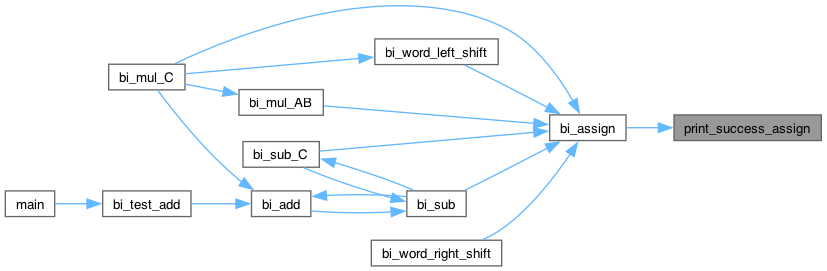 bi_mul_C
bi_word_left_shift
bi_mul_AB
bi_assign
print_success_assign
bi_sub_C
main
bi_test_add
bi_add
bi_sub
bi_word_right_shift